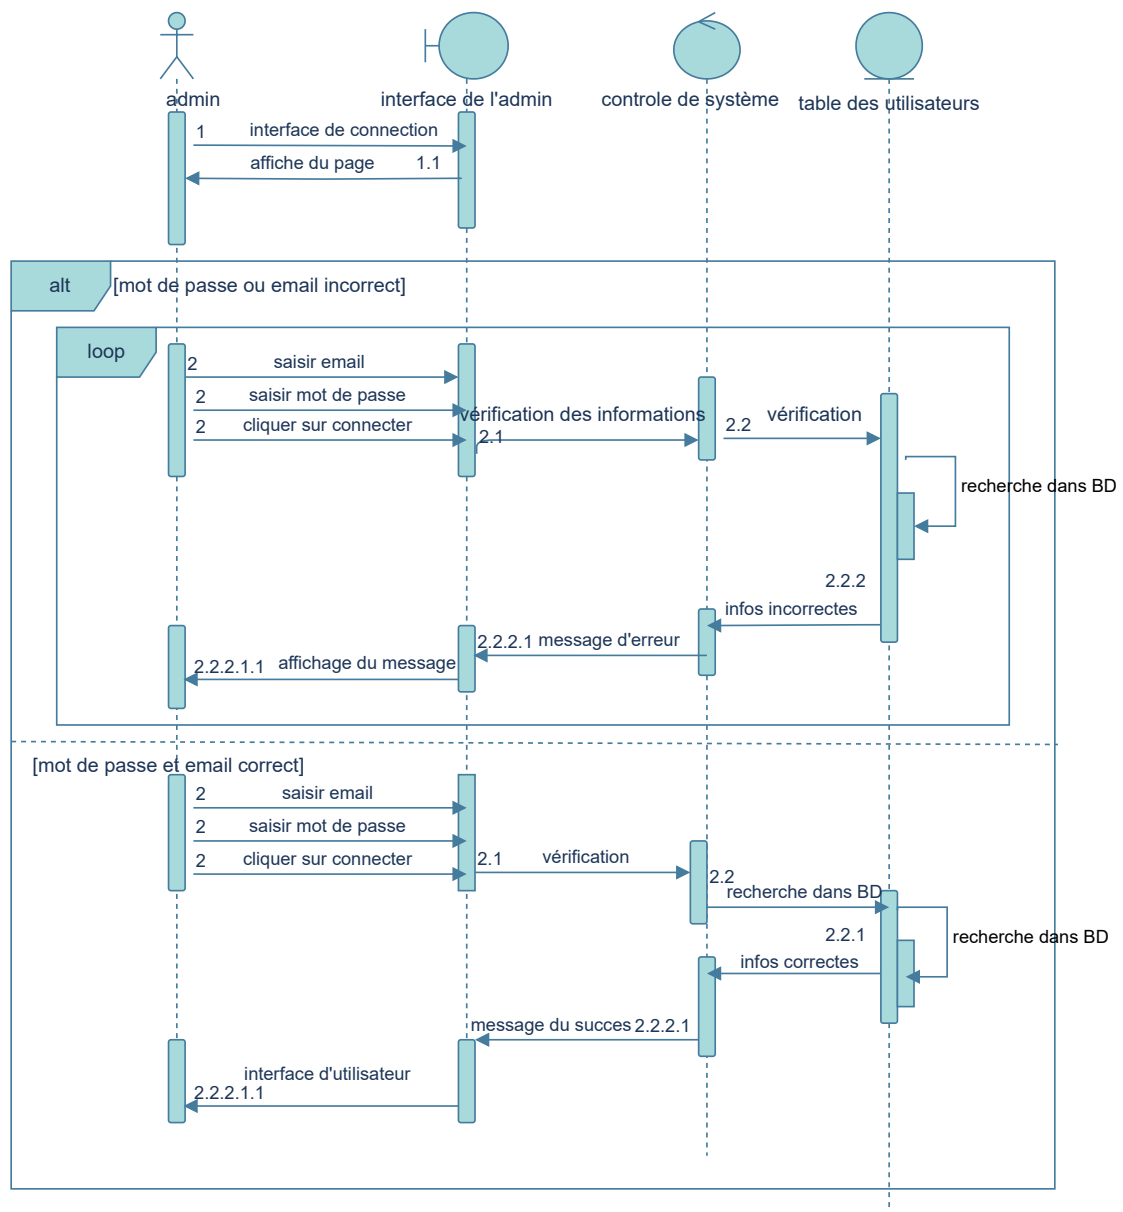 admin
interface de l'admin
controle de système
table des utilisateurs
1 interface de connection
affiche du page 1.1
alt [mot de passe ou email incorrect]
loop
2 saisir email
2 saisir mot de passe
vérification des informations
2.2 vérification
2 cliquer sur connecter
2.1
recherche dans BD
2.2.2
infos incorrectes
2.2.2.1 message d'erreur
2.2.2.1.1 affichage du message
[mot de passe et email correct]
2 saisir email
2 saisir mot de passe
2 cliquer sur connecter
2.1 vérification
2.2
recherche dans BD
2.2.1
recherche dans BD
infos correctes
message du succes 2.2.2.1
interface d'utilisateur
2.2.2.1.1